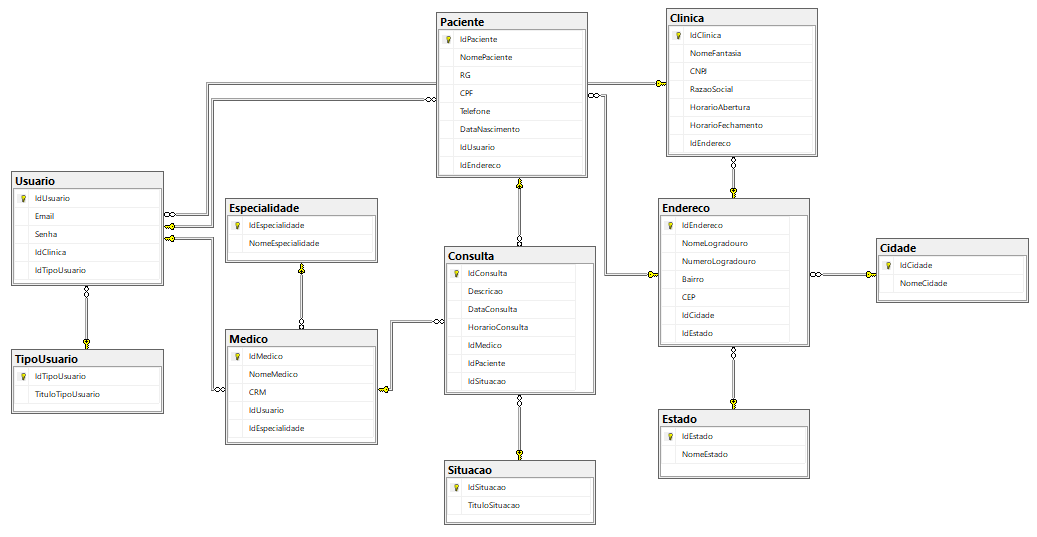 Paciente
IdPaciente
NomePaciente
RG
CPF
Telefone
DataNascimento
IdUsuario
IdEndereco
Clinica
IdClinica
NomeFantasia
CNPJ
RazaoSocial
HorarioAbertura
HorarioFechamento
IdEndereco
Usuario
IdUsuario
Email
Senha
IdClinica
IdTipoUsuario
Especialidade
IdEspecialidade
NomeEspecialidade
Endereco
IdEndereco
NomeLogradouro
NumeroLogradouro
Bairro
CEP
IdCidade
IdEstado
Cidade
IdCidade
NomeCidade
Consulta
IdConsulta
Descricao
DataConsulta
HorarioConsulta
IdMedico
IdPaciente
IdSituacao
Medico
IdMedico
NomeMedico
CRM
IdUsuario
IdEspecialidade
TipoUsuario
IdTipoUsuario
TituloTipoUsuario
Estado
IdEstado
NomeEstado
Situacao
IdSituacao
TituloSituacao